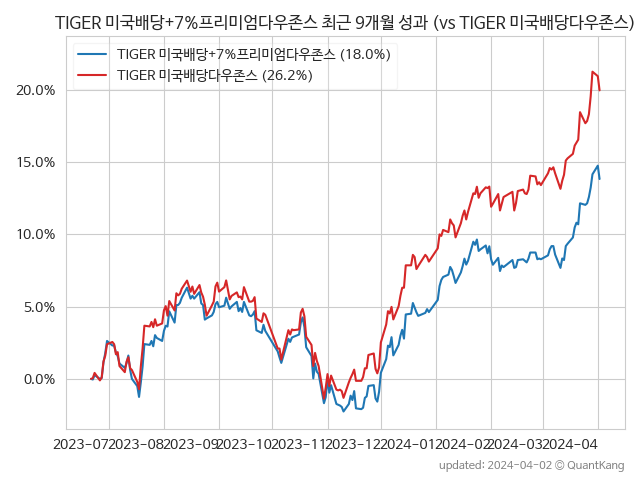 TIGER 미국배당+7%프리미엄다우존스 최근 9개월 성과 (vs TIGER 미국배당다우존스)
TIGER 미국배당+7%프리미엄다우존스 (18.0%)
TIGER 미국배당다우존스 (26.2%)
20.0%
15.0%
10.0%
5.0%
0.0%
2023-07 2023-08 2023-09 2023-10 2023-11 2023-12 2024-01 2024-02 2024-03 2024-04
updated: 2024-04-02 © QuantKang